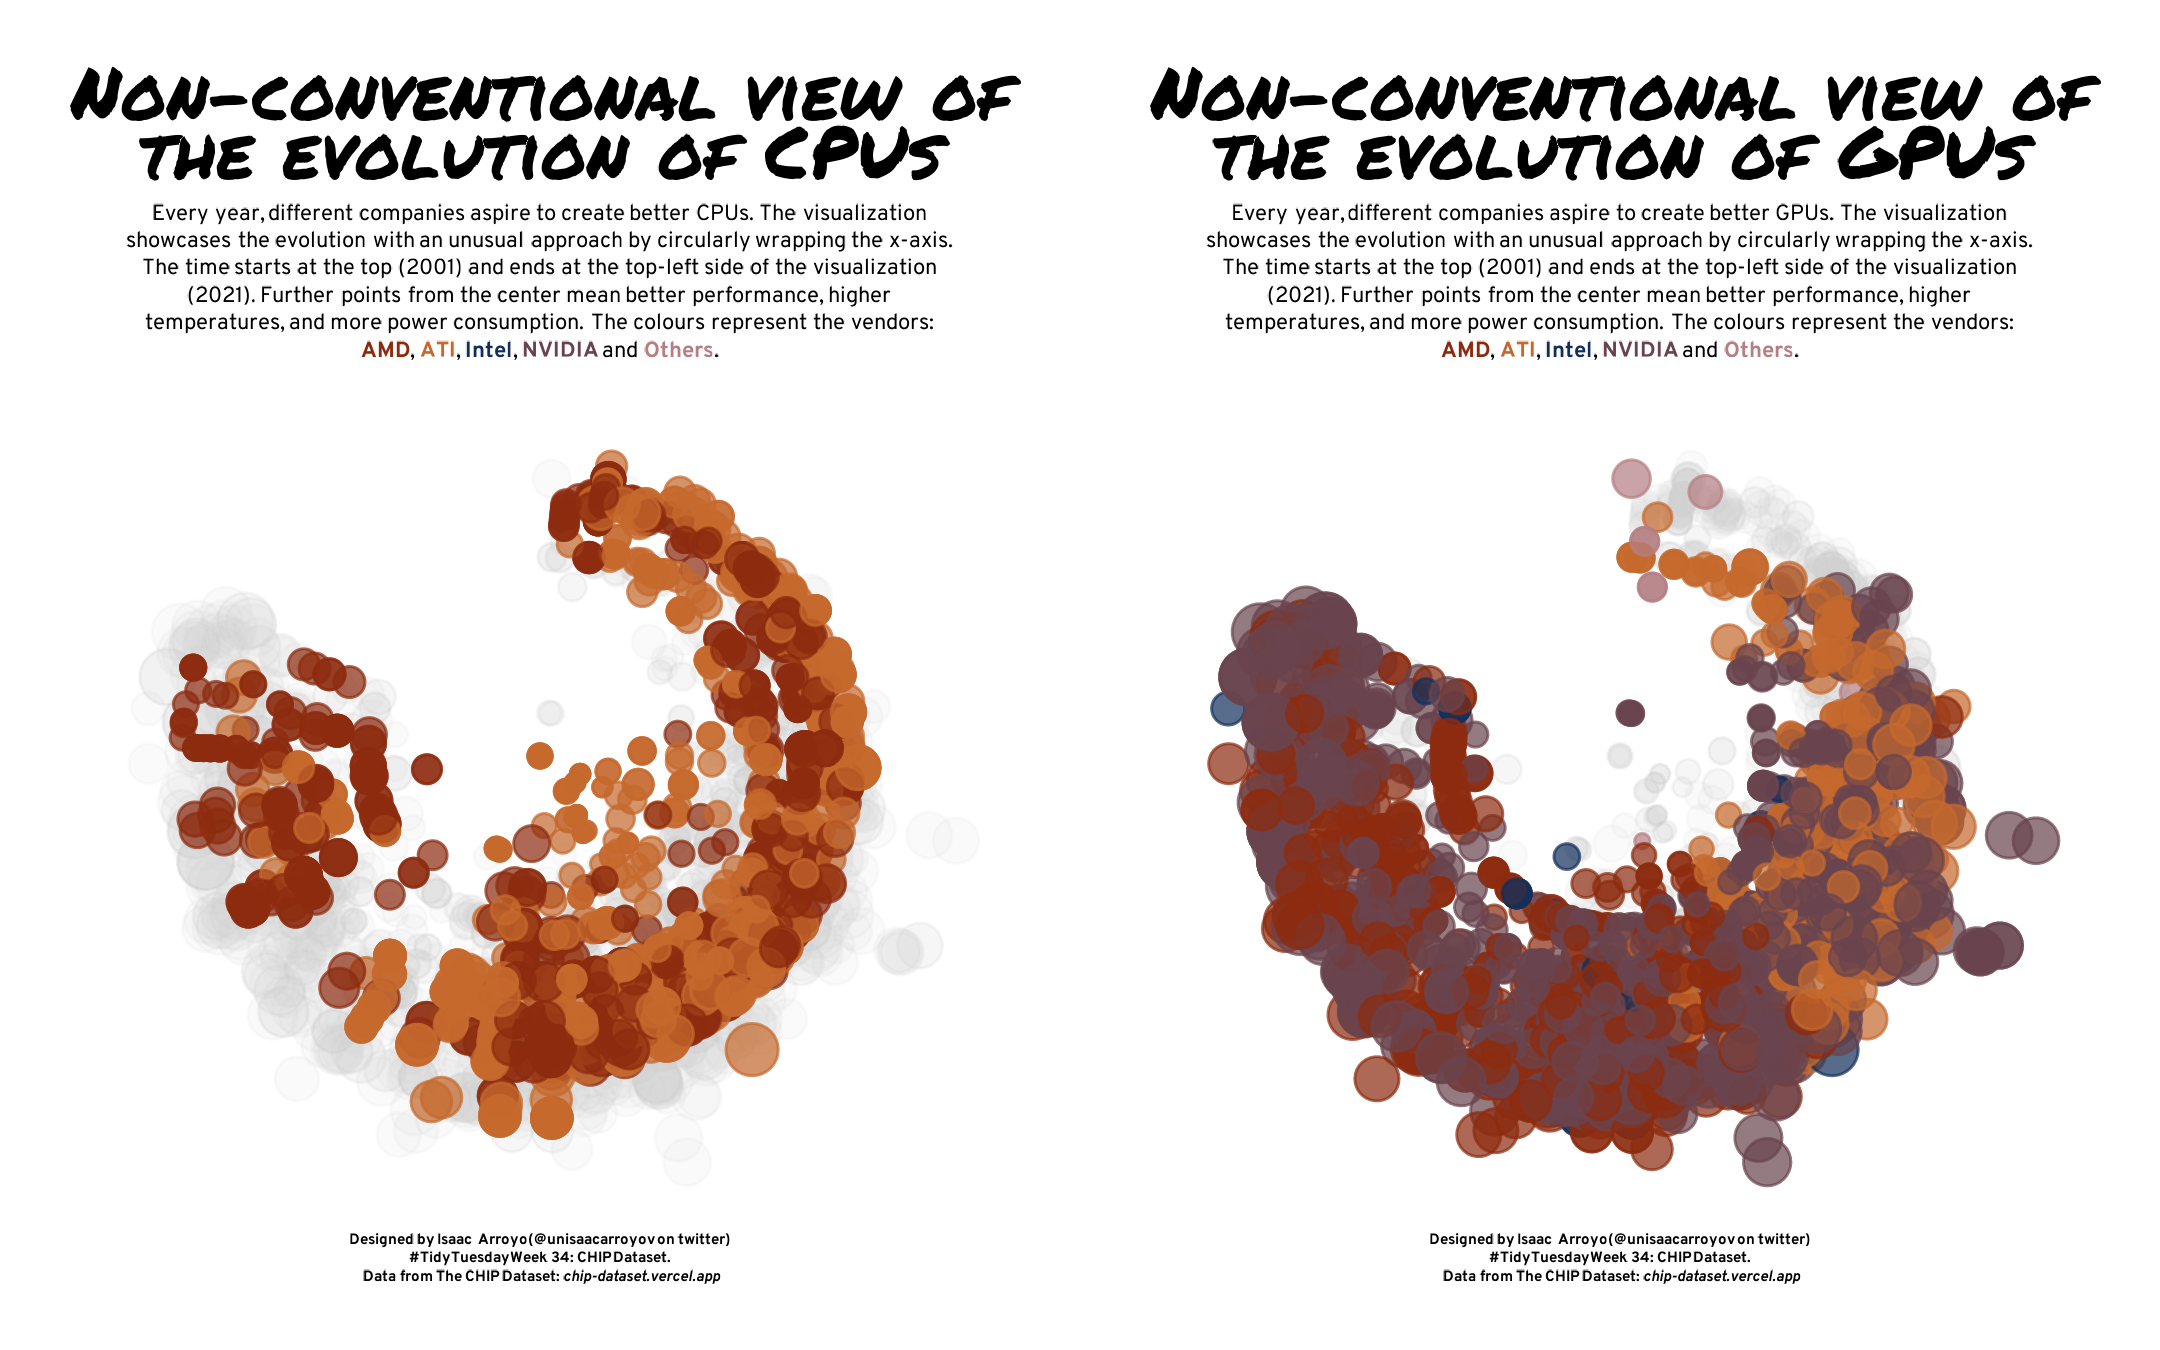 Non-conventional view of
the evolution of CPUs
Every year, different companies aspire to create better CPUs. The visualization
showcases the evolution with an unusual approach by circularly wrapping the x-axis.
The time starts at the top (2001) and ends at the top-left side of the visualization
(2021). Further points from the center mean better performance, higher
temperatures, and more power consumption. The colours represent the vendors:
AMD, ATI, Intel, NVIDIA and Others.
Designed by Isaac Arroyo (@unisaacarroyov on twitter)
#TidyTuesday Week 34: CHIP Dataset.
Data from The CHIP Dataset: chip-dataset.vercel.app
Non-conventional view of
the evolution of GPUs
Every year, different companies aspire to create better GPUs. The visualization
showcases the evolution with an unusual approach by circularly wrapping the x-axis.
The time starts at the top (2001) and ends at the top-left side of the visualization
(2021). Further points from the center mean better performance, higher
temperatures, and more power consumption. The colours represent the vendors:
AMD, ATI, Intel, NVIDIA and Others.
Designed by Isaac Arroyo (@unisaacarroyov on twitter)
#TidyTuesday Week 34: CHIP Dataset.
Data from The CHIP Dataset: chip-dataset.vercel.app